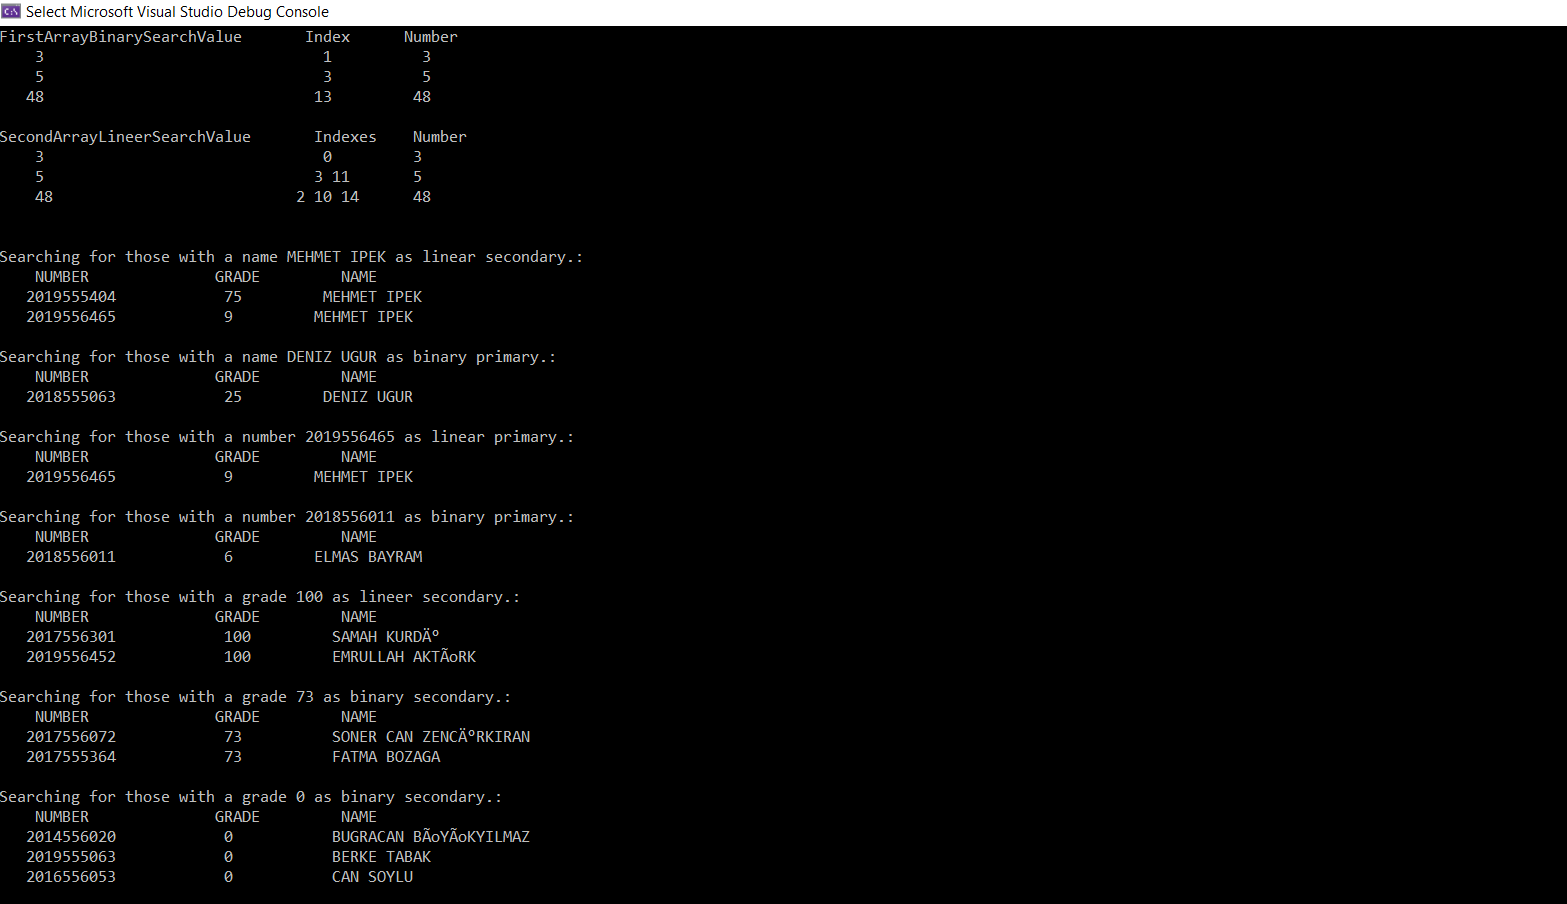 Select Microsoft Visual Studio Debug Console
FirstArrayBinarySearchValue Index Number
3 1 3
5 3 5
48 13 48
SecondArrayLineerSearchValue Indexes Number
3 0 3
5 3 11 5
48 2 10 14 48
Searching for those with a name MEHMET IPEK as linear secondary.:
NUMBER GRADE NAME
2019555404 75 MEHMET IPEK
2019556465 9 MEHMET IPEK
Searching for those with a name DENIZ UGUR as binary primary.:
NUMBER GRADE NAME
2018555063 25 DENIZ UGUR
Searching for those with a number 2019556465 as linear primary.:
NUMBER GRADE NAME
2019556465 9 MEHMET IPEK
Searching for those with a number 2018556011 as binary primary.:
NUMBER GRADE NAME
2018556011 6 ELMAS BAYRAM
Searching for those with a grade 100 as lineer secondary.:
NUMBER GRADE NAME
2017556301 100 SAMAH KURDÄº
2019556452 100 EMRULLAH AKTÃoRK
Searching for those with a grade 73 as binary secondary.:
NUMBER GRADE NAME
2017556072 73 SONER CAN ZENCÄºRKIRAN
2017555364 73 FATMA BOZAGA
Searching for those with a grade 0 as binary secondary.:
NUMBER GRADE NAME
2014556020 0 BUGRACAN BÃoYÃoKYILMAZ
2019555063 0 BERKE TABAK
2016556053 0 CAN SOYLU